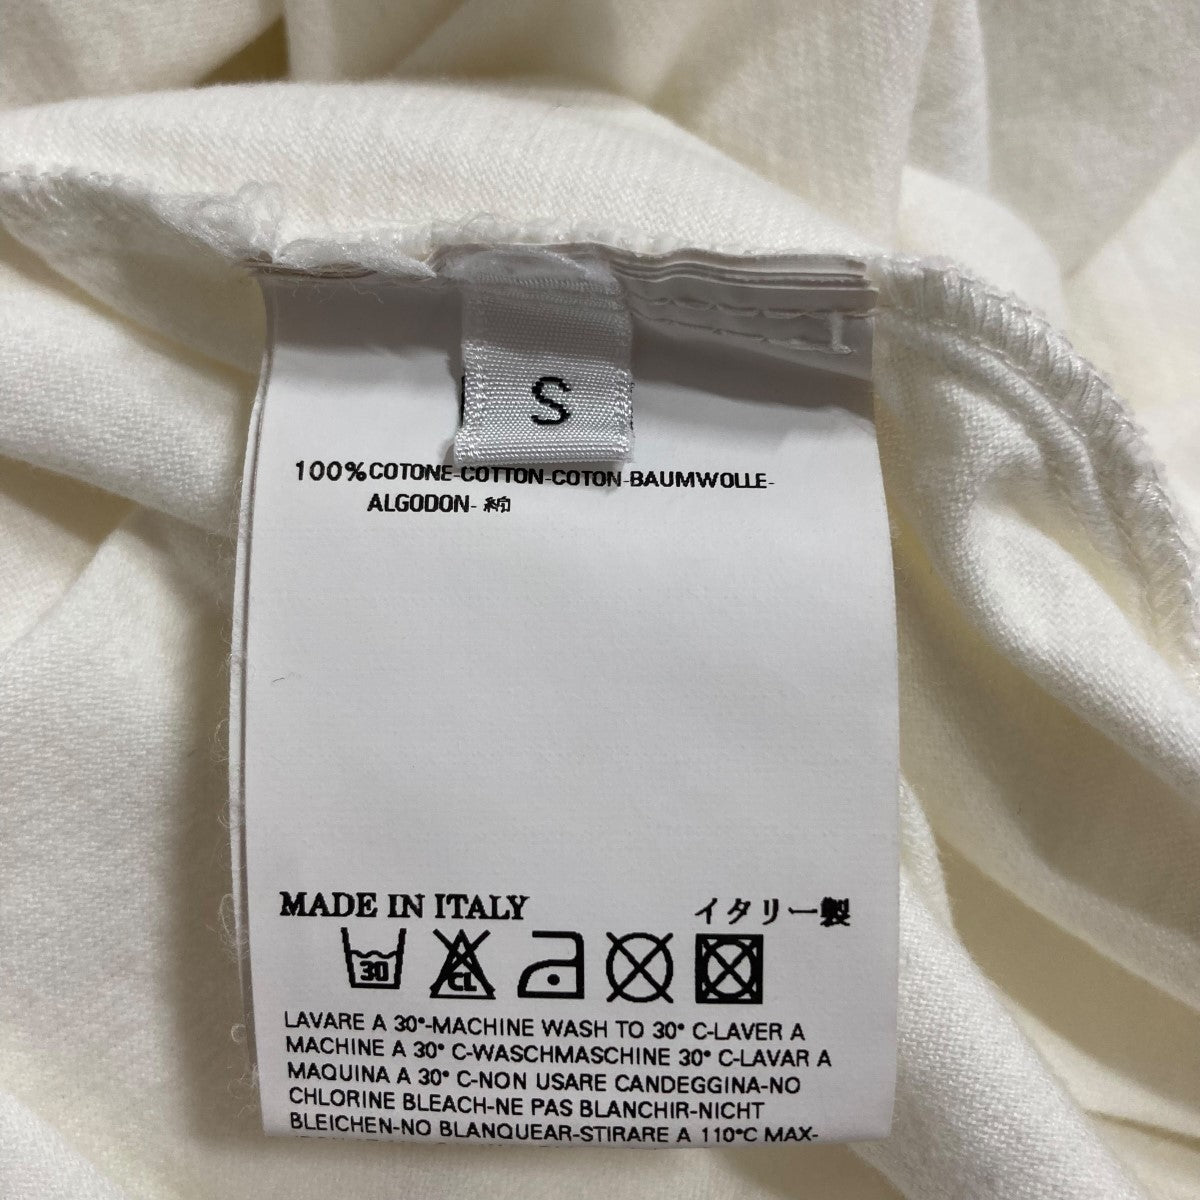 S
100%COTONE-COTTON-COTON-BAUMWOLLE-
ALGODON- 綿
MADE IN ITALY イタリー製
30 CL
LAVARE A 30°-MACHINE WASH TO 30° C-LAVER A
MACHINE A 30° C-WASCHMASCHINE 30° C-LAVAR A
MAQUINA A 30° C-NON USARE CANDEGGINA-NO
CHLORINE BLEACH-NE PAS BLANCHIR-NICHT
BLEICHEN-NO BLANQUEAR-STIRARE A 110°C MAX-